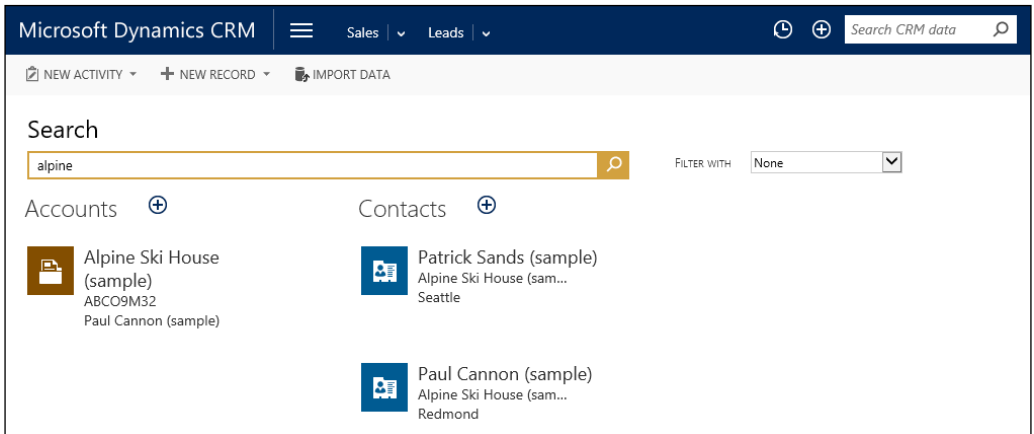 Microsoft Dynamics CRM Sales Leads Search CRM data
NEW ACTIVITY NEW RECORD IMPORT DATA
Search
alpine FILTER WITH None
Accounts Contacts
Alpine Ski House
(sample)
ABCO9M32
Paul Cannon (sample)
Patrick Sands (sample)
Alpine Ski House (sam...
Seattle
Paul Cannon (sample)
Alpine Ski House (sam...
Redmond